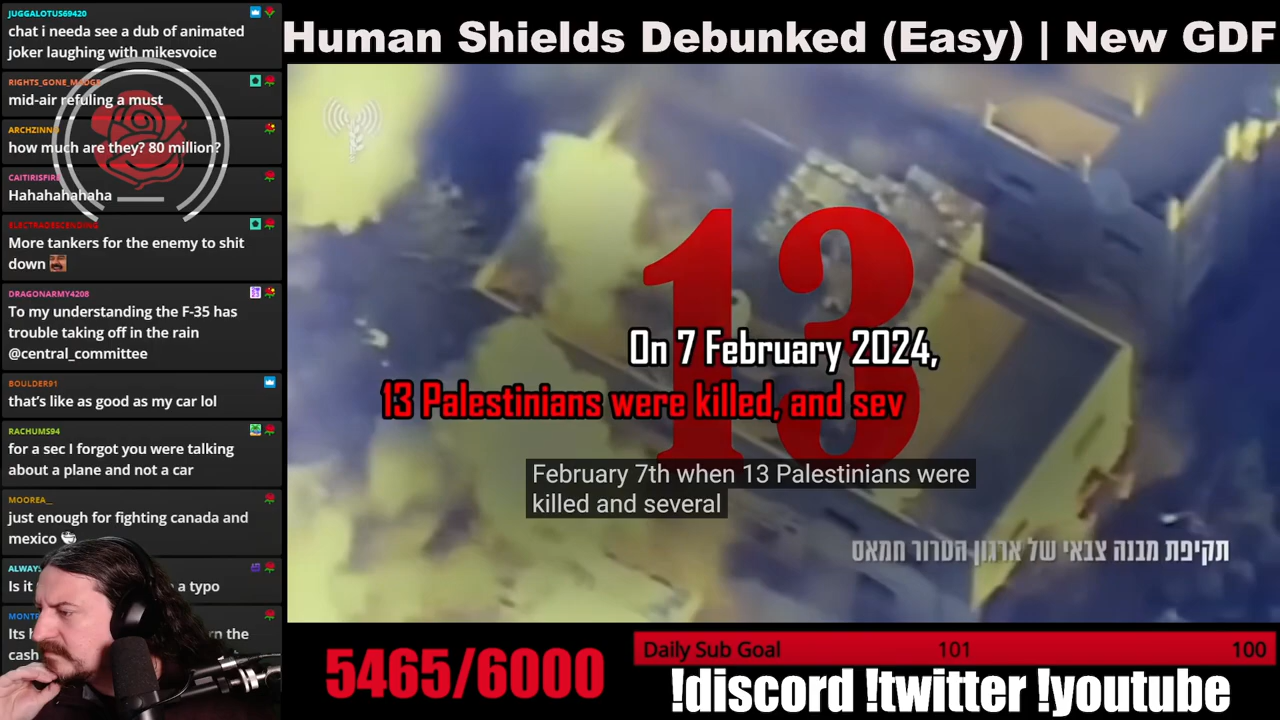 JUGGALOTUS69420
chat i needa see a dub of animated
joker laughing with mikesvoice
mid-air refuling a must
how much are they? 80 million?
Hahahahahaha
ELECTRADESCENDING
More tankers for the enemy to shit
down
DRAGONARMY4208
To my understanding the F-35 has
trouble taking off in the rain
@central_committee
BOULDER91
that's like as good as my car lol
RACHUMS94
for a sec I forgot you were talking
about a plane and not a car
MOOREA__
just enough for fighting canada and
mexico
ALWAY
Is it
a typo
Its
the
cash
Human Shields Debunked (Easy) | New GDF
13
On 7 February 2024,
13 Palestinians were killed, and sev
February 7th when 13 Palestinians were
killed and several
תקיפת מבנה צבאי של ארגון הטרור חמאס
5465/6000
Daily Sub Goal 101 100
!discord !twitter !youtube